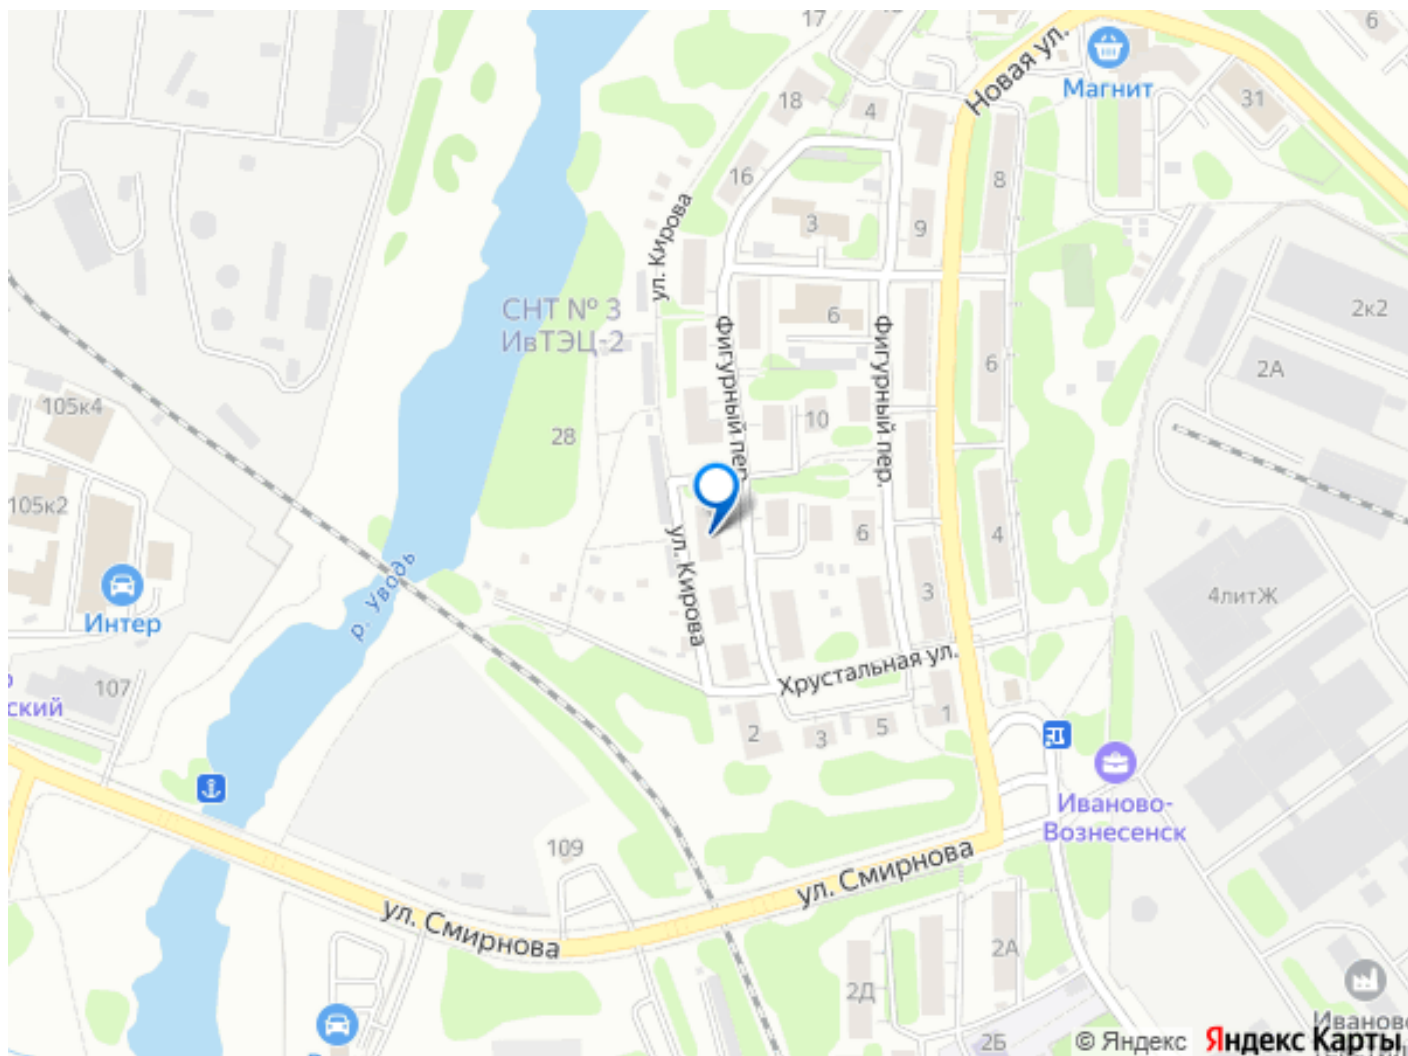 17
6
Новая ул.
Магнит
18
4
31
16
8
ул. Кирова
3
9
СНТ № 3
ИвТЭЦ-2
6
2к2
Фигурный пер.
Фигурный пер.
6
2А
105к4
10
28
105к2
ул. Кирова
6
4
р. Уводь
3
4литЖ
Интер
Хрустальная ул.
107
ский
2
3
5
1
Иваново-
Вознесенск
109
ул. Смирнова
ул. Смирнова
2А
2Д
2Б
Иваново
© Яндекс Яндекс Карты